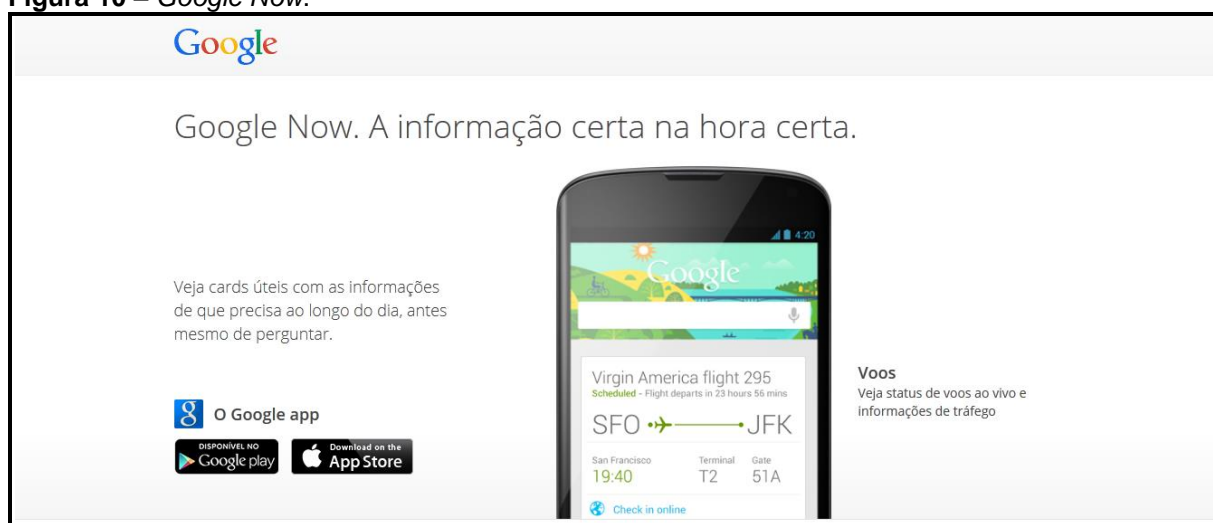 Figura 10 – Google Now.
Google
Google Now. A informação certa na hora certa.
4:20
Google
Veja cards úteis com as informações
de que precisa ao longo do dia, antes
mesmo de perguntar.
Virgin America flight 295
Scheduled - Flight departs in 23 hours 56 mins
SFO JFK
San Francisco Terminal Gate
19:40 T2 51A
Check in online
Voos
Veja status de voos ao vivo e
informações de tráfego
8 O Google app
DISPONÍVEL NO
Google play
Download on the
App Store